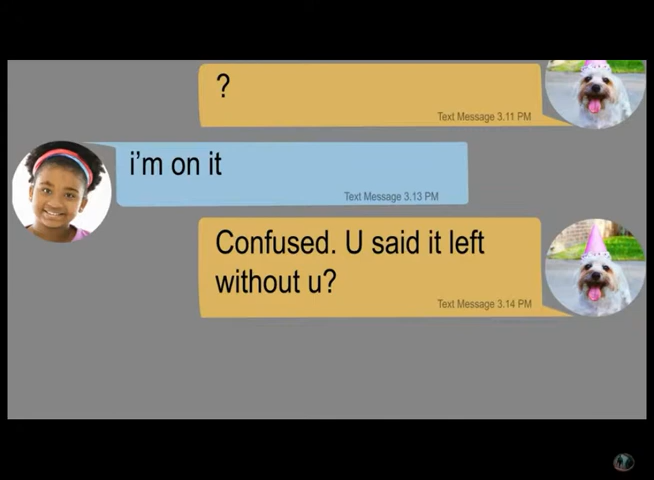 ?
Text Message 3.11 PM
i'm on it
Text Message 3.13 PM
Confused. U said it left
without u?
Text Message 3.14 PM